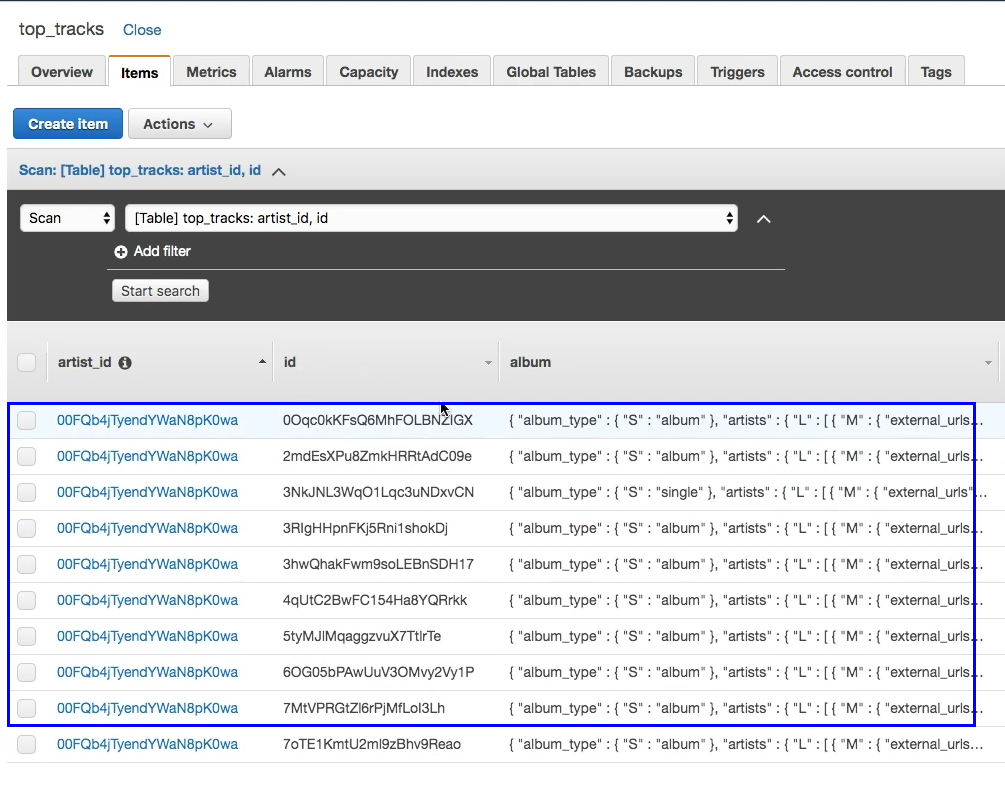 top_tracks Close
Overview Items Metrics Alarms Capacity Indexes Global Tables Backups Triggers Access control Tags
Create item Actions
Scan: [Table] top_tracks: artist_id, id
Scan [Table] top_tracks: artist_id, id
Add filter
Start search
artist_id id album
00FQb4jTyendYWaN8pK0wa 0Oqc0kKFsQ6MhFOLBNZIGX { "album_type" : { "S" : "album" }, "artists" : { "L" : [ { "M" : { "external_urls...
00FQb4jTyendYWaN8pK0wa 2mdEsXPu8ZmkHRRtAdC09e { "album_type" : { "S" : "album" }, "artists" : { "L" : [ { "M" : { "external_urls...
00FQb4jTyendYWaN8pK0wa 3NkJNL3WqO1Lqc3uNDxvCN { "album_type" : { "S" : "single" }, "artists" : { "L" : [ { "M" : { "external_urls"...
00FQb4jTyendYWaN8pK0wa 3RlgHHpnFKj5Rni1shokDj { "album_type" : { "S" : "album" }, "artists" : { "L" : [ { "M" : { "external_urls...
00FQb4jTyendYWaN8pK0wa 3hwQhakFwm9soLEBnSDH17 { "album_type" : { "S" : "album" }, "artists" : { "L" : [ { "M" : { "external_urls...
00FQb4jTyendYWaN8pK0wa 4qUtC2BwFC154Ha8YQRrkk { "album_type" : { "S" : "album" }, "artists" : { "L" : [ { "M" : { "external_urls...
00FQb4jTyendYWaN8pK0wa 5tyMJlMqaggzvuX7TtlrTe { "album_type" : { "S" : "album" }, "artists" : { "L" : [ { "M" : { "external_urls...
00FQb4jTyendYWaN8pK0wa 6OG05bPAwUuV3OMvy2Vy1P { "album_type" : { "S" : "album" }, "artists" : { "L" : [ { "M" : { "external_urls...
00FQb4jTyendYWaN8pK0wa 7MtVPRGtZl6rPjMfLol3Lh { "album_type" : { "S" : "album" }, "artists" : { "L" : [ { "M" : { "external_urls...
00FQb4jTyendYWaN8pK0wa 7oTE1KmtU2ml9zBhv9Reao { "album_type" : { "S" : "album" }, "artists" : { "L" : [ { "M" : { "external_urls...